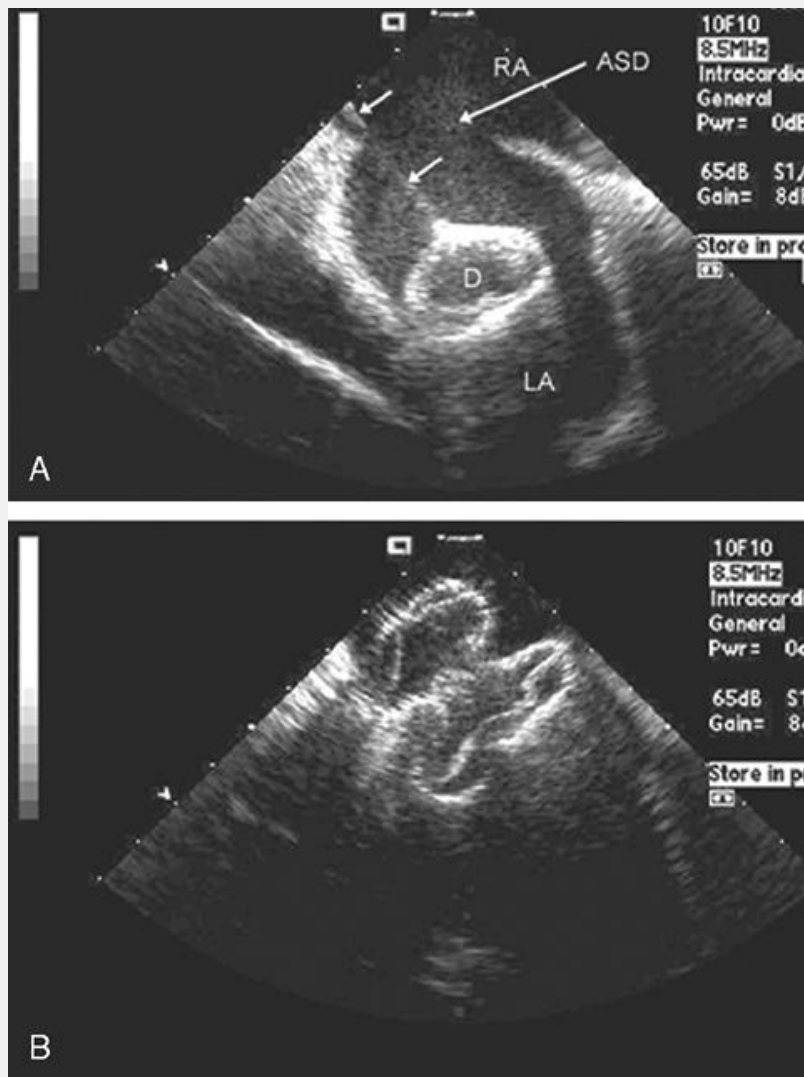 10F10
8.5MHz
RA
ASD
Intracardia
General
Pwr= 0dB
65dB S1/
Gain= 8dB
Store in pro
D
LA
A
10F10
8.5MHz
Intracardi
General
Pwr= 0
65dB S1
Gain= 8
Store in p
B